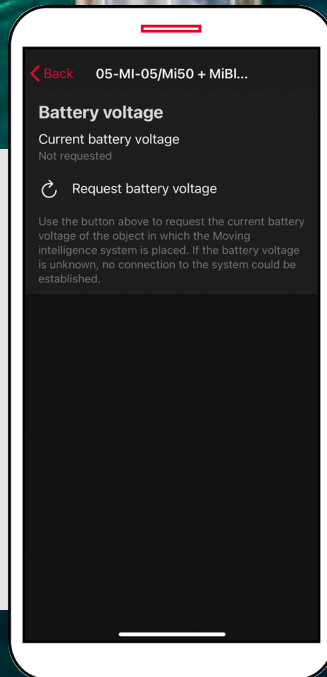 Back 05-MI-05/Mi50 + MiBl...
Battery voltage
Current battery voltage
Not requested
Request battery voltage
Use the button above to request the current battery
voltage of the object in which the Moving
intelligence system is placed. If the battery voltage
is unknown, no connection to the system could be
established.